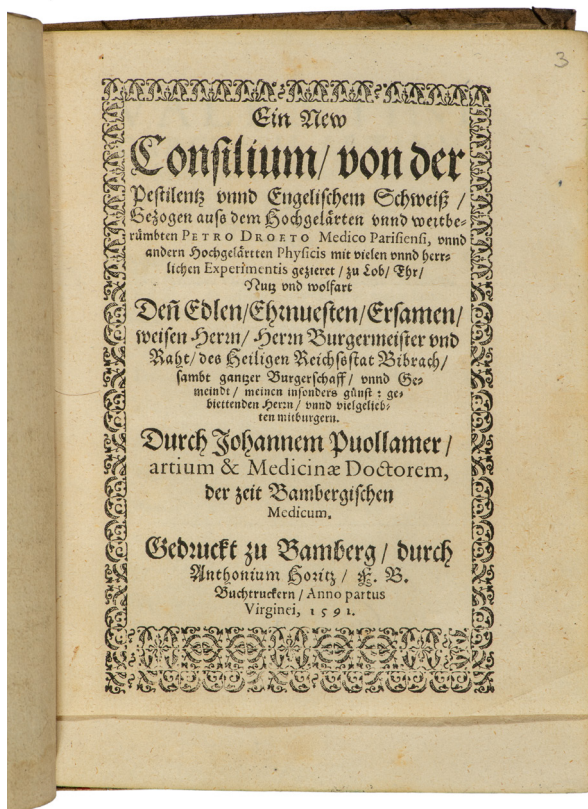 3
Ein New
Consilium/ von der
Pestilentz vnnd Engelischem Schweiß /
Gezogen auß dem Hochgelärten vnnd weitbe-
rümbten PETRO DROETO Medico Parisiensi, vnnd
andern Hochgelärtten Physicis mit vielen vnnd herr-
lichen Experimentis gezieret / zu Lob/ Ehr/
Nutz vnd wolfart
Deñ Edlen/Ehrnuesten/Ersamen/
weisen Herrn/ Herrn Burgermeister vnd
Raht/ des Heiligen Reichsstat Bibrach/
sambt gantzer Burgerschaff/ vnnd Ge-
meindt/ meinen insonders günst: ge-
biettenden Herrn/ vnnd vielgelieb-
ten mitburgern.
Durch Johannem Puollamer/
artium & Medicinæ Doctorem,
der zeit Bambergischen
Medicum.
Gedruckt zu Bamberg/ durch
Anthonium Horitz/ F. B.
Buchtruckern/ Anno partus
Virginei, 1591.